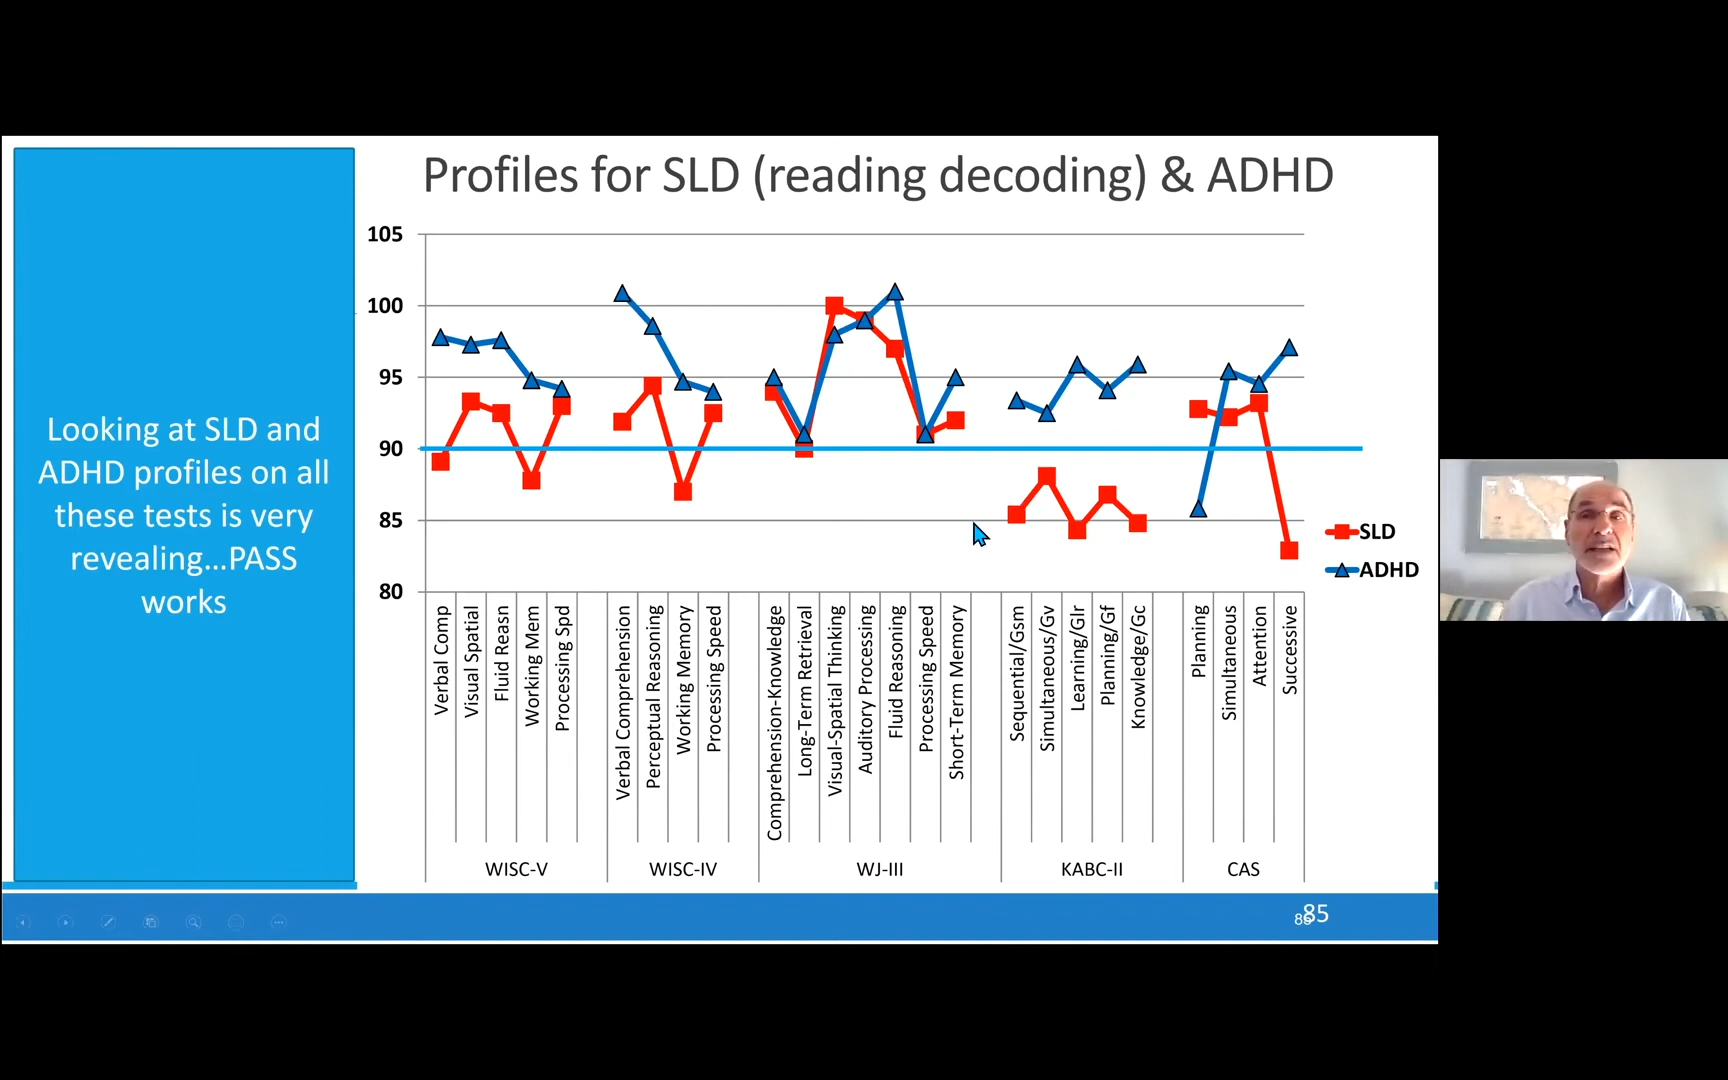 Profiles for SLD (reading decoding) & ADHD
Looking at SLD and
ADHD profiles on all
these tests is very
revealing...PASS
works
105
100
95
90
85
80
SLD
ADHD
Verbal Comp
Visual Spatial
Fluid Reasn
Working Mem
Processing Spd
Verbal Comprehension
Perceptual Reasoning
Working Memory
Processing Speed
Comprehension-Knowledge
Long-Term Retrieval
Visual-Spatial Thinking
Auditory Processing
Fluid Reasoning
Processing Speed
Short-Term Memory
Sequential/Gsm
Simultaneous/Gv
Learning/Glr
Planning/Gf
Knowledge/Gc
Planning
Simultaneous
Attention
Successive
WISC-V
WISC-IV
WJ-III
KABC-II
CAS
85